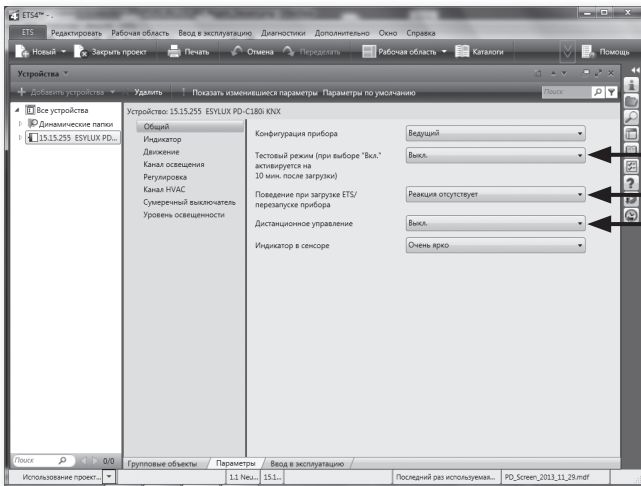 ETS4™ - .
ETS Редактировать Рабочая область Ввод в эксплуатацию Диагностики Дополнительно Окно Справка
Новый Закрыть проект Печать Отмена Переделать Рабочая область Каталоги Помощь
Устройства
Добавить устройства Удалить Показать изменившиеся параметры Параметры по умолчанию Поиск
Все устройства
Динамические папки
15.15.255 ESYLUX PD...
Устройство: 15.15.255 ESYLUX PD-C180i KNX
Общий
Индикатор
Движение
Канал освещения
Регулировка
Канал HVAC
Сумеречный выключатель
Уровень освещенности
Конфигурация прибора Ведущий
Тестовый режим (при выборе "Вкл." Выкл.
активируется на
10 мин. после загрузки)
Поведение при загрузке ETS/ Реакция отсутствует
перезапуске прибора
Дистанционное управление Выкл.
Индикатор в сенсоре Очень ярко
Поиск 0/0
Групповые объекты Параметры Ввод в эксплуатацию
Использование проект... 1.1 Neu... 15.1... Последний раз используемая... PD_Screen_2013_11_29.mdf